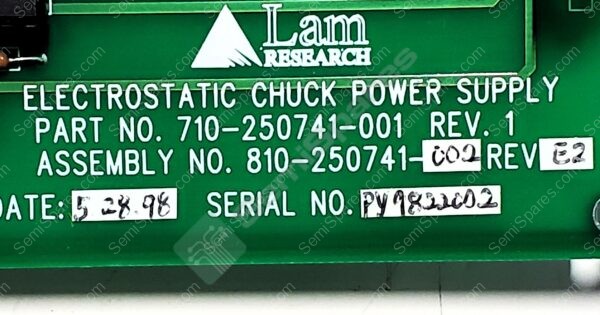 Lam
RESEARCH
ELECTROSTATIC CHUCK POWER SUPPLY
PART NO. 710-250741-001 REV. 1
ASSEMBLY NO. 810-250741-002 REV E2
DATE: 5 28.98 SERIAL NO.